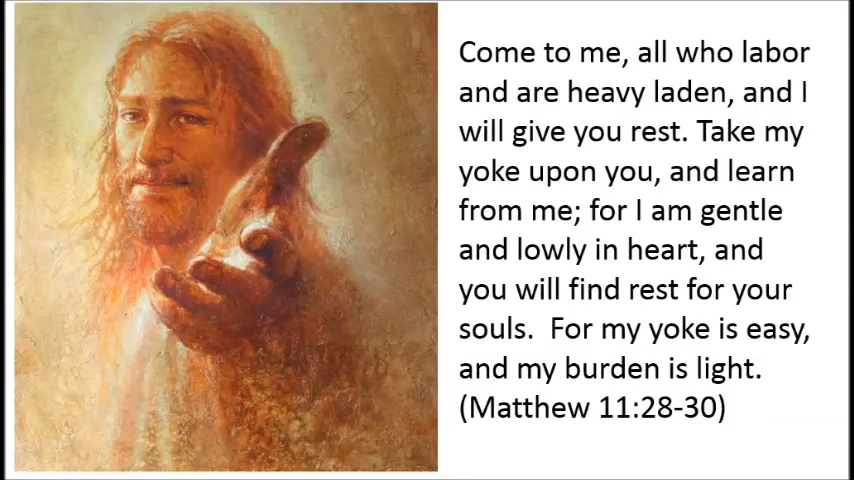 Come to me, all who labor
and are heavy laden, and I
will give you rest. Take my
yoke upon you, and learn
from me; for I am gentle
and lowly in heart, and
you will find rest for your
souls.  For my yoke is easy,
and my burden is light.
(Matthew 11:28-30)